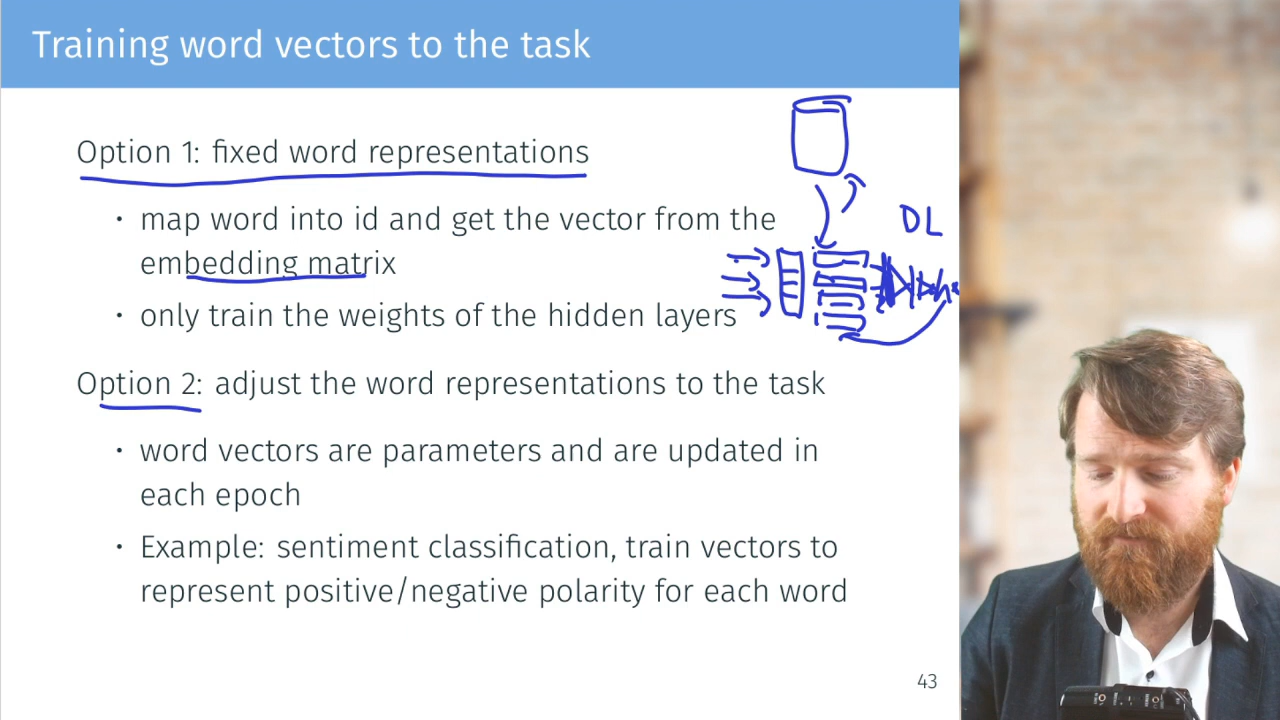 Training word vectors to the task
Option 1: fixed word representations
• map word into id and get the vector from the
embedding matrix
• only train the weights of the hidden layers
DL
Option 2: adjust the word representations to the task
• word vectors are parameters and are updated in
each epoch
• Example: sentiment classification, train vectors to
represent positive/negative polarity for each word
43